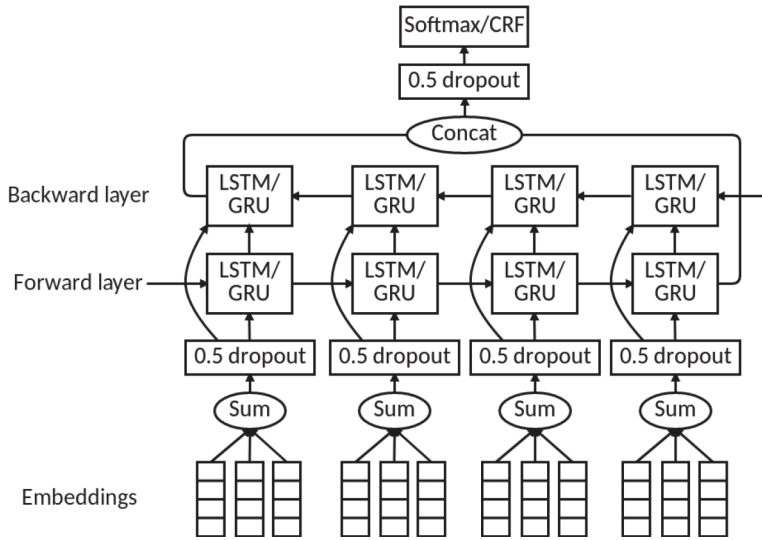 Softmax/CRF
0.5 dropout
Concat
Backward layer
LSTM/
GRU
LSTM/
GRU
LSTM/
GRU
LSTM/
GRU
Forward layer
LSTM/
GRU
LSTM/
GRU
LSTM/
GRU
LSTM/
GRU
0.5 dropout
0.5 dropout
0.5 dropout
0.5 dropout
Sum
Sum
Sum
Sum
Embeddings